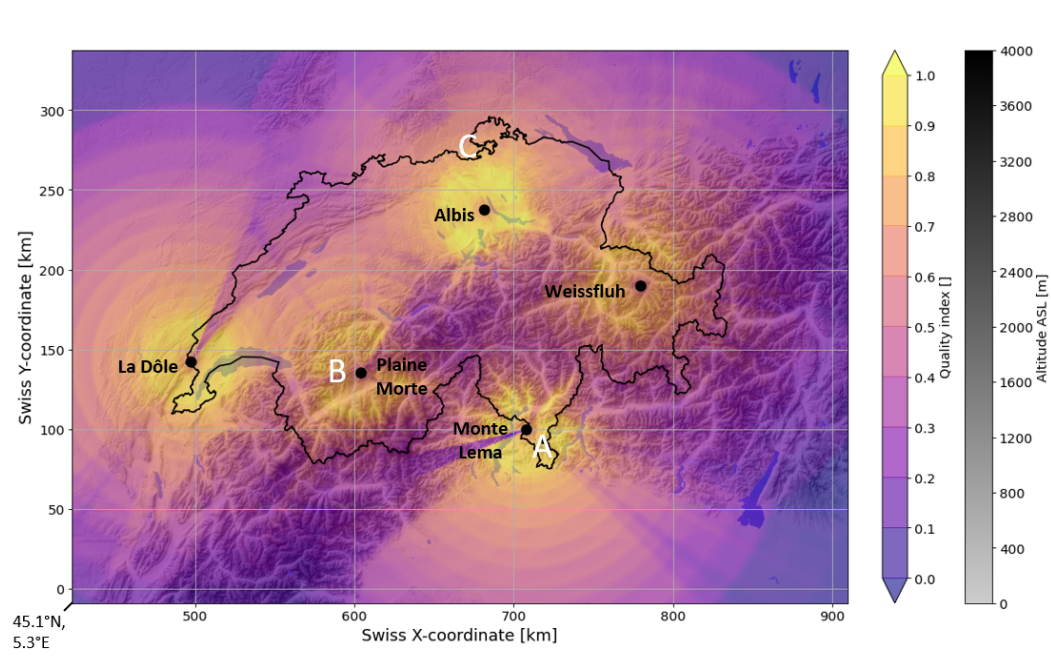 300
250
200
150
100
50
0
Swiss Y-coordinate [km]
C
Albis
Weissfluh
La Dôle
B
Plaine
Morte
Monte
Lema
A
500
600
700
800
900
Swiss X-coordinate [km]
45.1°N,
5.3°E
1.0
0.9
0.8
0.7
0.6
0.5
0.4
0.3
0.2
0.1
0.0
Quality index []
4000
3600
3200
2800
2400
2000
1600
1200
800
400
0
Altitude ASL [m]